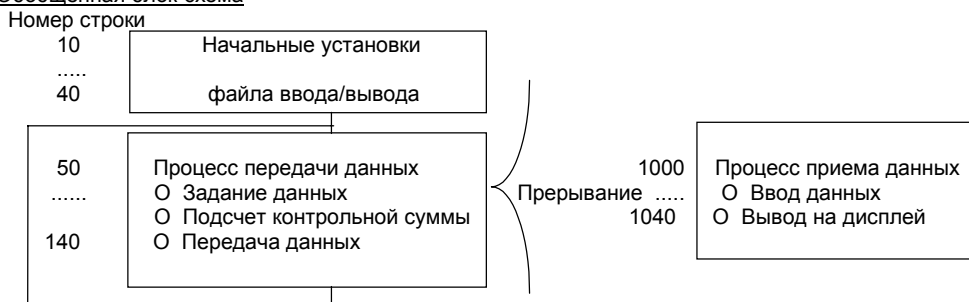 Обобщенная блок-схема
Номер строки
10 Начальные установки
.....
40 файла ввода/вывода
50 Процесс передачи данных
...... О Задание данных
О Подсчет контрольной суммы
140 О Передача данных
Прерывание
1000 Процесс приема данных
..... О Ввод данных
1040 О Вывод на дисплей